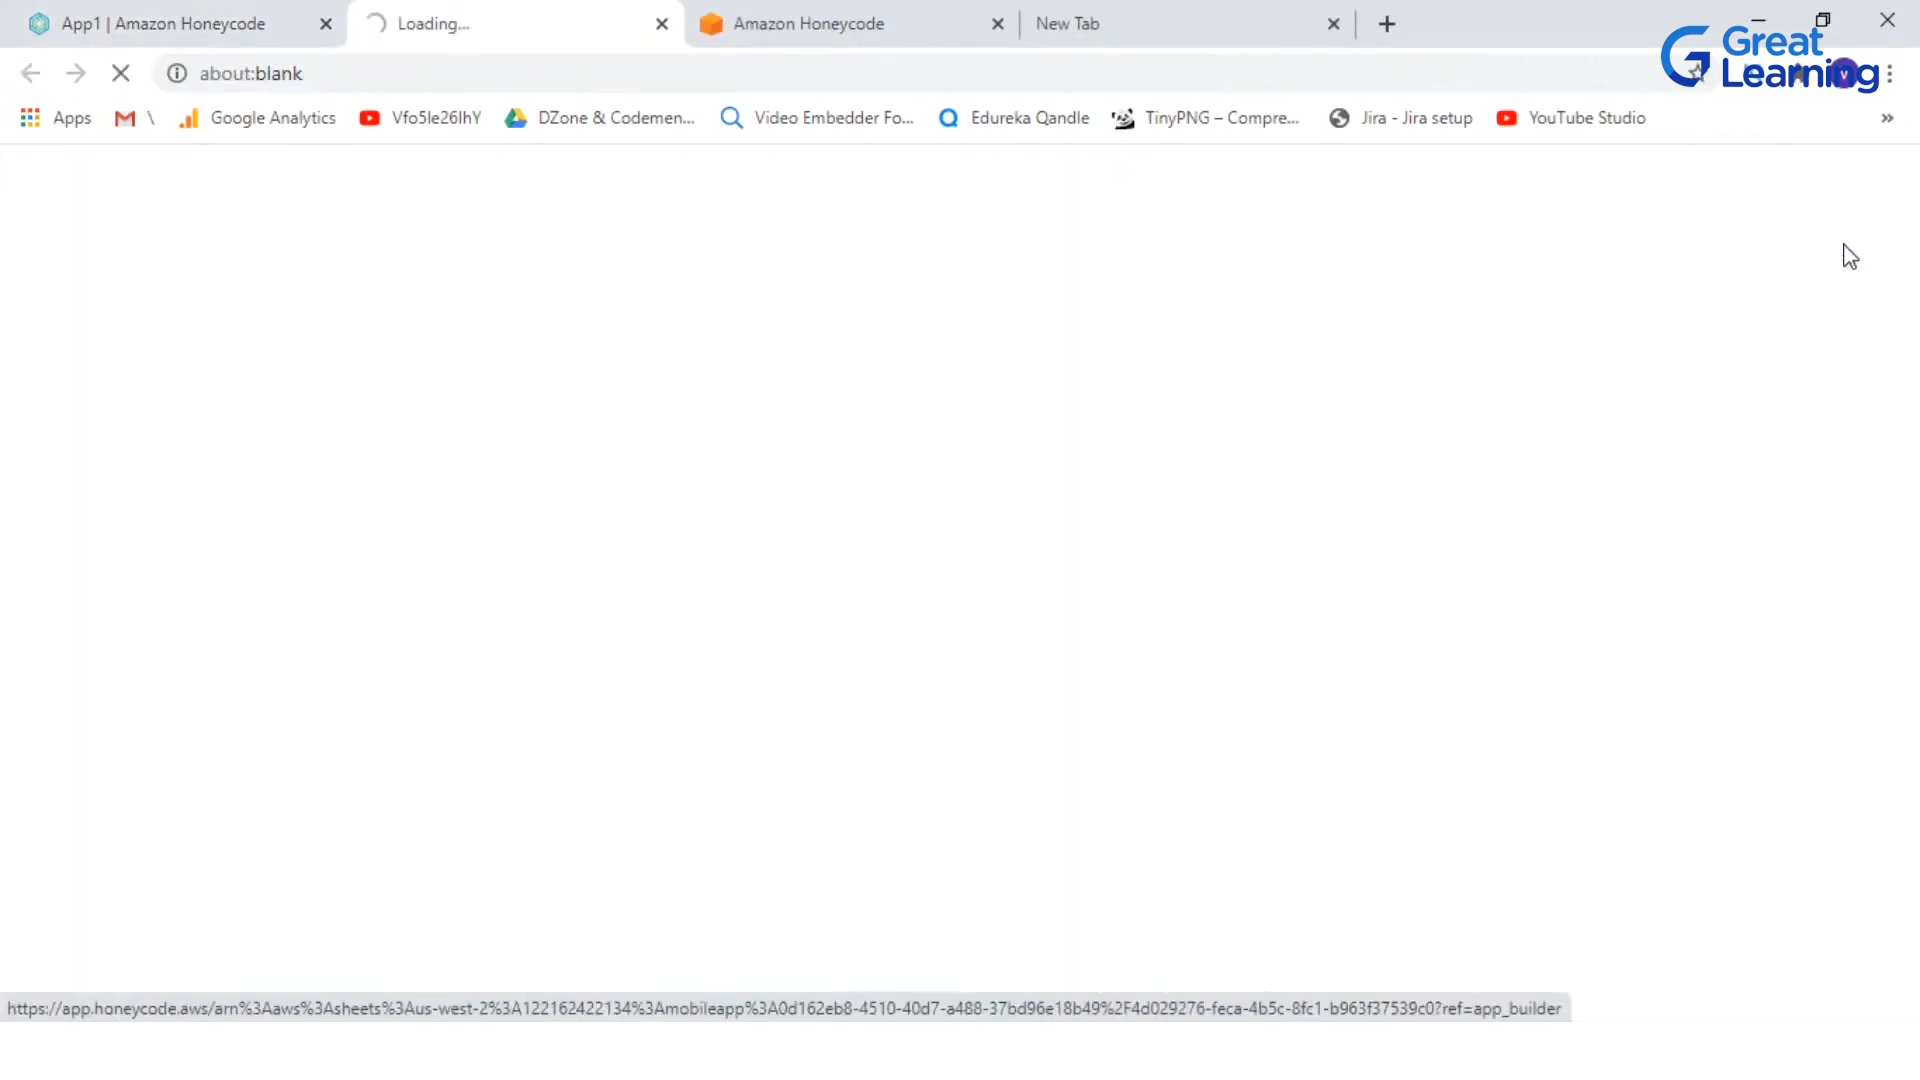 App1 | Amazon Honeycode
Loading...
Amazon Honeycode
New Tab
Great
Learning
about:blank
V
Apps
\
Google Analytics
Vfo5le26IhY
DZone & Codemen...
Video Embedder Fo...
Edureka Qandle
TinyPNG – Compre...
Jira - Jira setup
YouTube Studio
https://app.honeycode.aws/arn%3Aaws%3Asheets%3Aus-west-2%3A122162422134%3Amobileapp%3A0d162eb8-4510-40d7-a488-37bd96e18b49%2F4d029276-feca-4b5c-8fc1-b963f37539c0?ref=app_builder